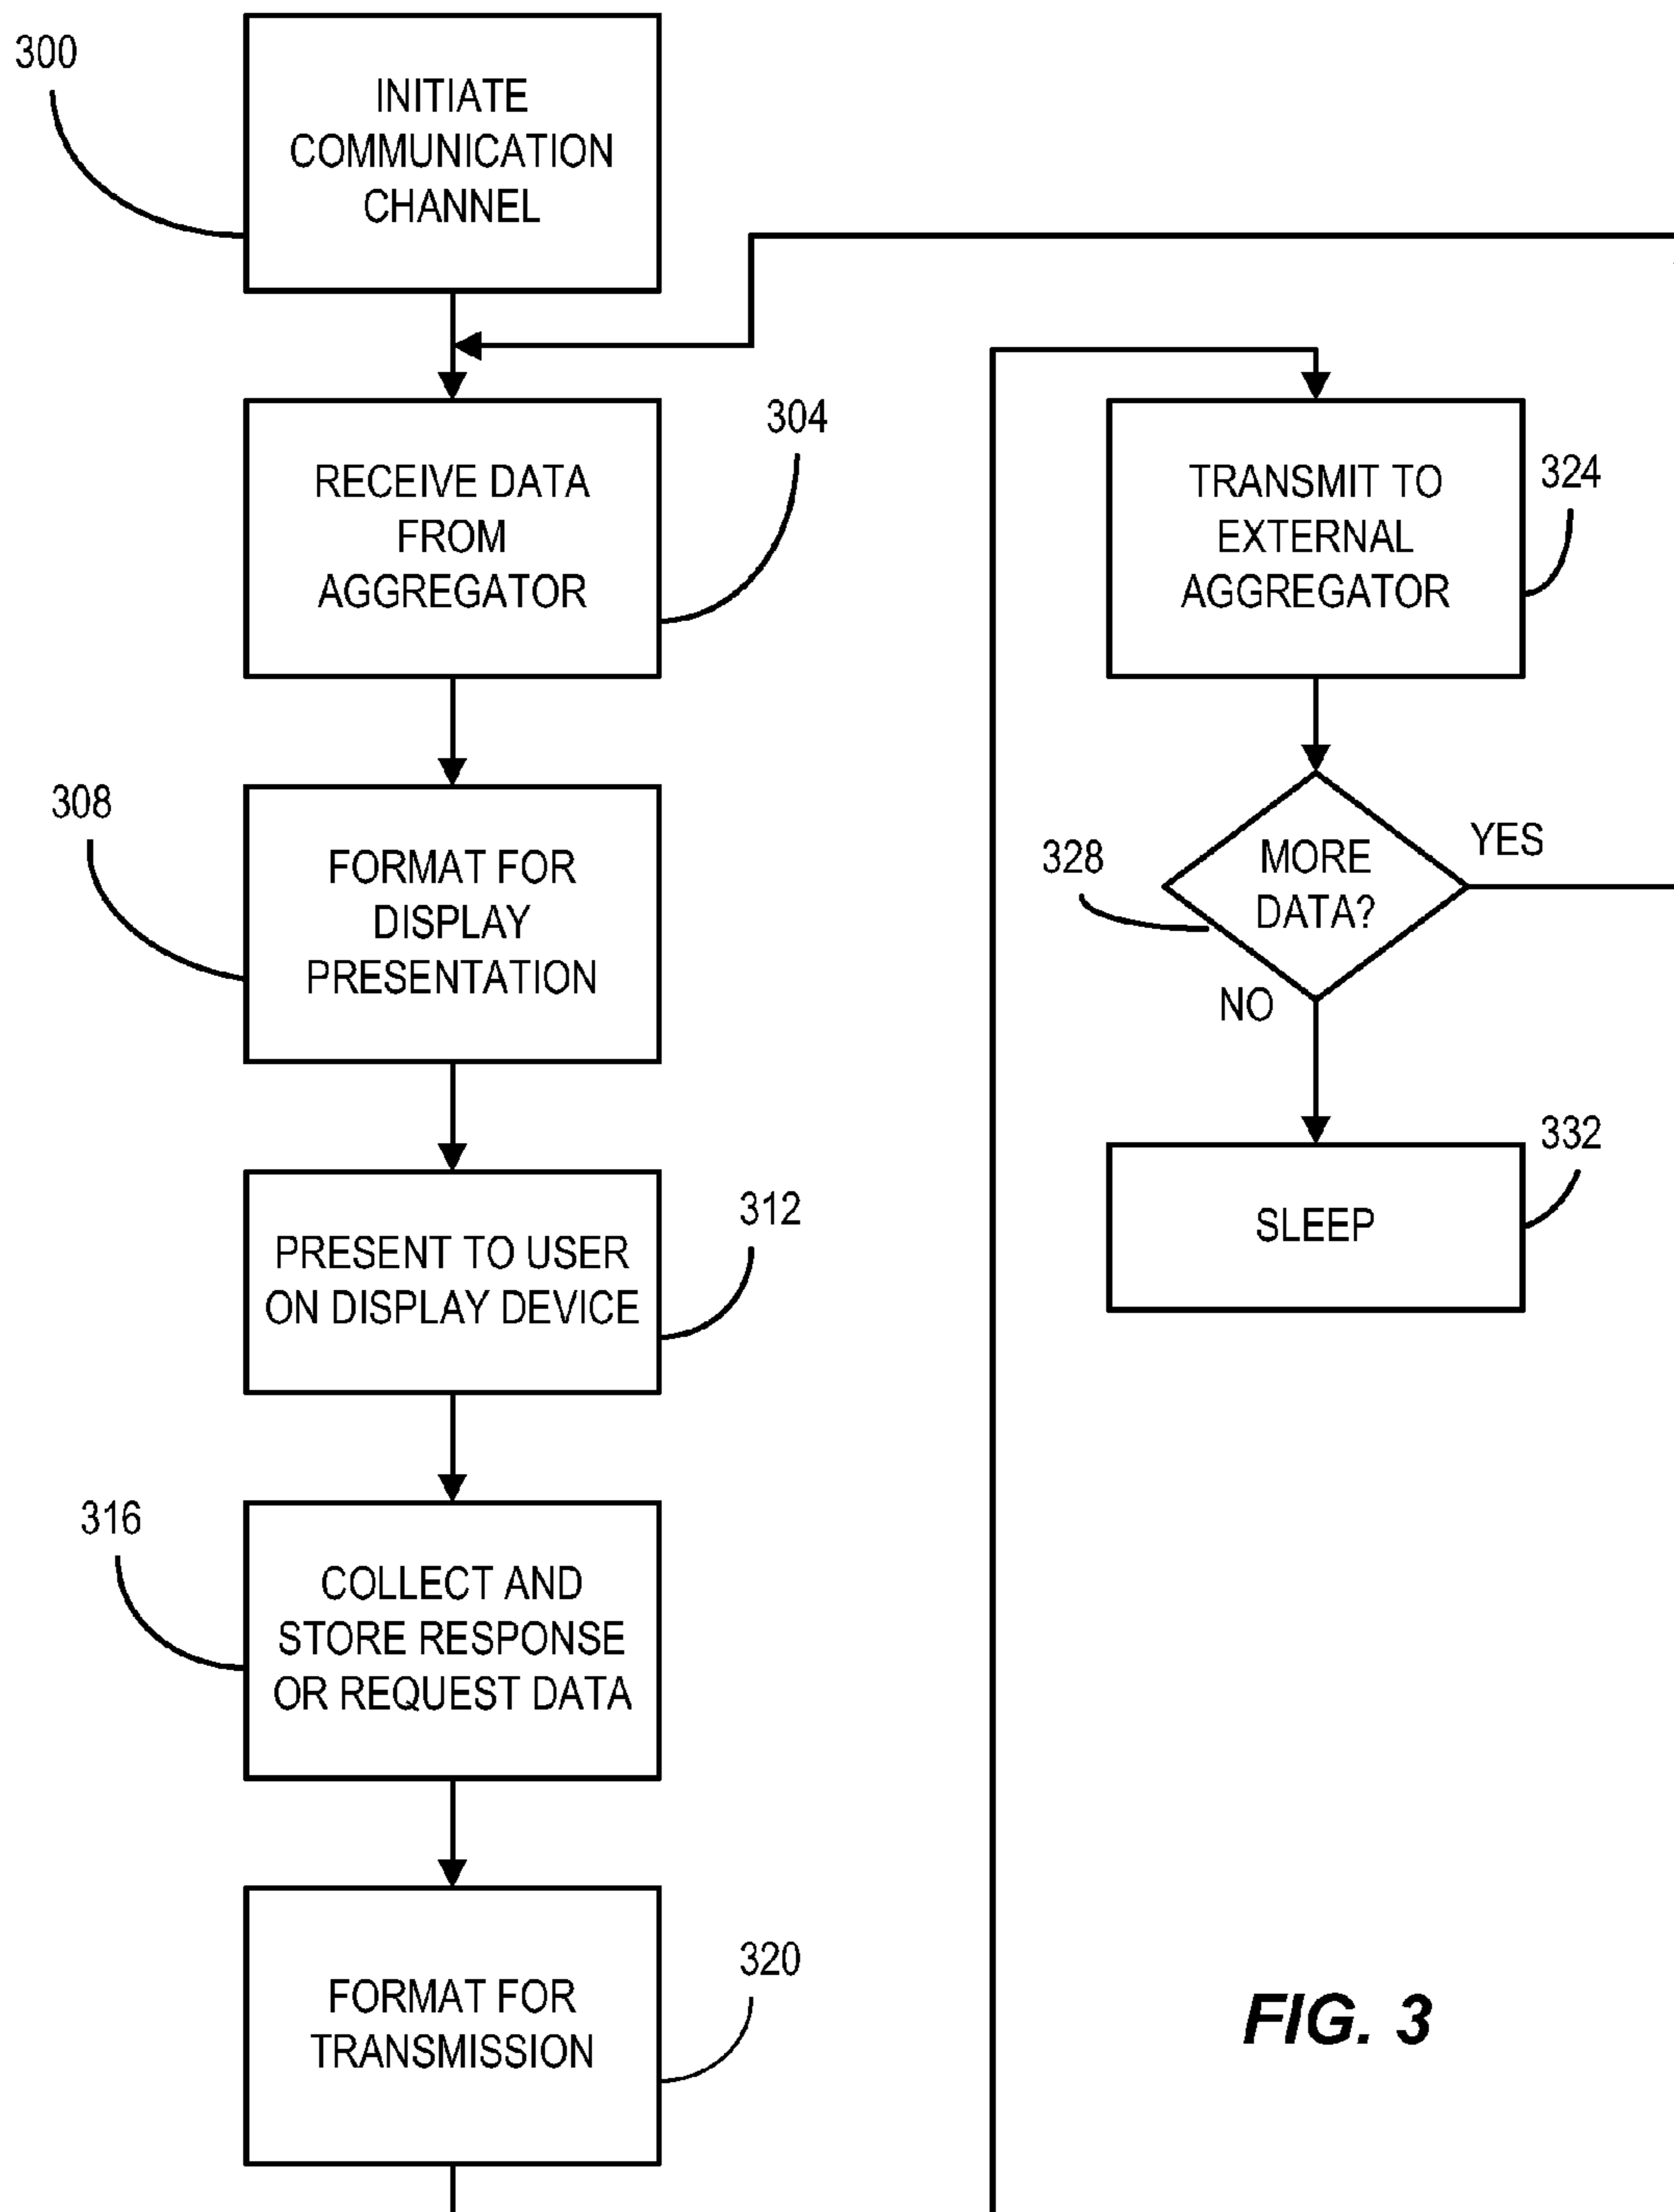 300
INITIATE
COMMUNICATION
CHANNEL
304
RECEIVE DATA
FROM
AGGREGATOR
308
FORMAT FOR
DISPLAY
PRESENTATION
312
PRESENT TO USER
ON DISPLAY DEVICE
316
COLLECT AND
STORE RESPONSE
OR REQUEST DATA
320
FORMAT FOR
TRANSMISSION
324
TRANSMIT TO
EXTERNAL
AGGREGATOR
328
MORE
DATA?
YES
NO
332
SLEEP
FIG. 3